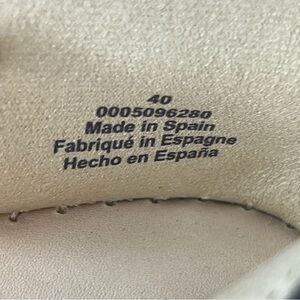 40
0005096280
Made in Spain
Fabriqué in Espagne
Hecho en España